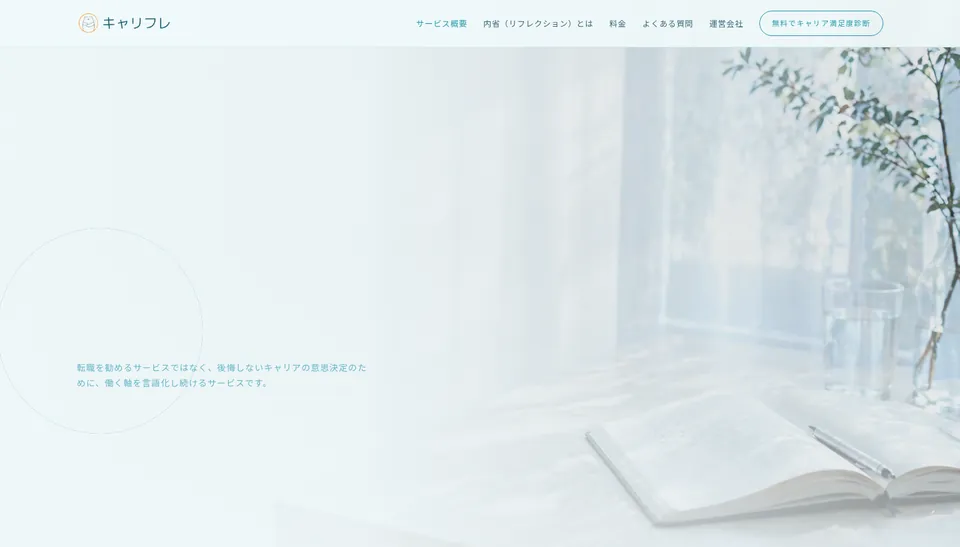 キャリフレ
サービス概要
内省（リフレクション）とは
料金
よくある質問
運営会社
無料でキャリア満足度診断
転職を勧めるサービスではなく、後悔しないキャリアの意思決定のた
めに、働く軸を言語化し続けるサービスです。